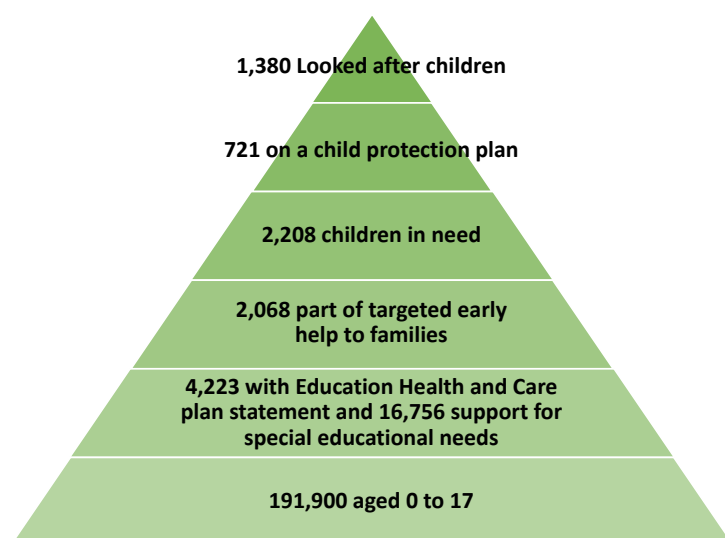 1,380 Looked after children
721 on a child protection plan
2,208 children in need
2,068 part of targeted early
help to families
4,223 with Education Health and Care
plan statement and 16,756 support for
special educational needs
191,900 aged 0 to 17